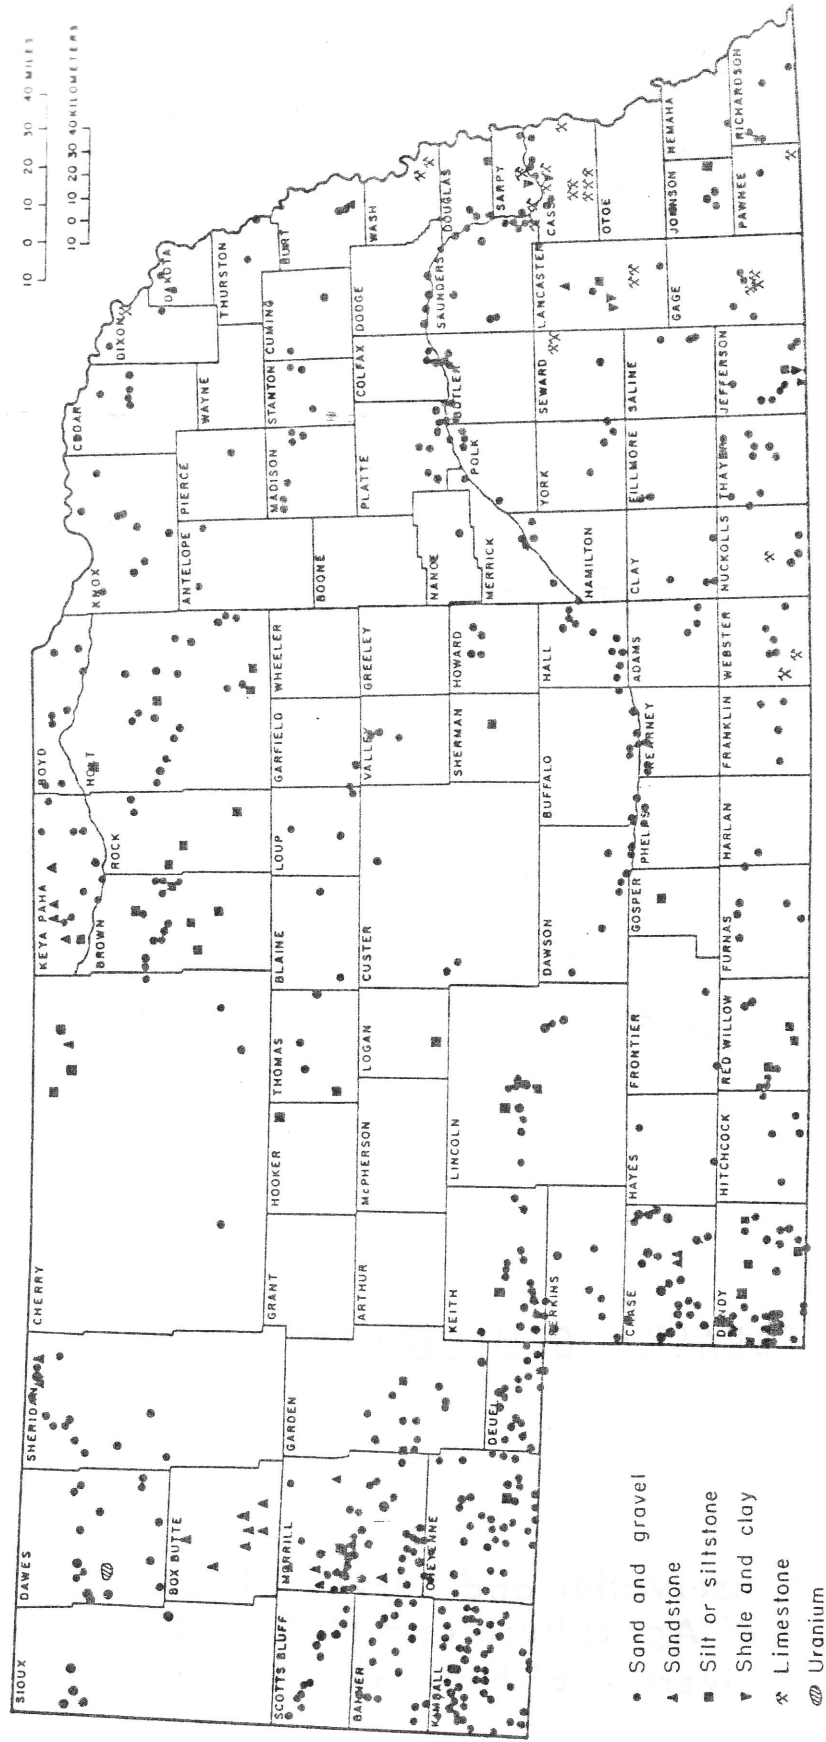 10 0 10 20 30 40 MILES
10 0 10 20 30 40 KILOMETERS
SIOUX
DAWES
SHERIDAN
CHERRY
KEYA PAHA
BOYD
BROWN
ROCK
HOLT
KNOX
CEDAR
DIXON
DAKOTA
BOX BUTTE
ANTELOPE
PIERCE
WAYNE
THURSTON
SCOTTS BLUFF
MORRILL
GARDEN
GRANT
HOOKER
THOMAS
BLAINE
LOUP
GARFIELD
WHEELER
BOONE
MADISON
STANTON
CUMING
BURT
BANNER
ARTHUR
McPHERSON
LOGAN
CUSTER
VALLEY
GREELEY
NANCE
PLATTE
COLFAX
DODGE
WASH
KIMBALL
CHEYENNE
DEUEL
KEITH
LINCOLN
SHERMAN
HOWARD
MERRICK
POLK
BUTLER
SAUNDERS
DOUGLAS
SARPY
PERKINS
DAWSON
BUFFALO
HALL
HAMILTON
YORK
SEWARD
LANCASTER
CASS
OTOE
CHASE
HAYES
FRONTIER
GOSPER
PHELPS
KEARNEY
ADAMS
CLAY
FILLMORE
SALINE
GAGE
JOHNSON
NEMAHA
DUNDY
HITCHCOCK
RED WILLOW
FURNAS
HARLAN
FRANKLIN
WEBSTER
NUCKOLLS
THAYER
JEFFERSON
PAWNEE
RICHARDSON
Sand and gravel
Sandstone
Silt or siltstone
Shale and clay
Limestone
Uranium